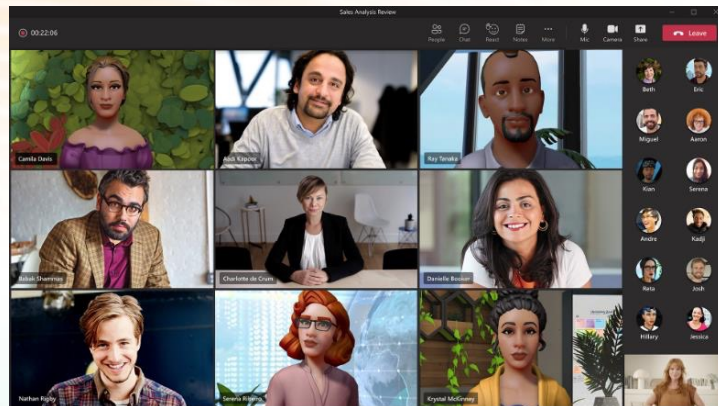 Sales Analysis Review
00:22:06
People
Chat
React
Notes
More
Mic
Camera
Share
Leave
Camila Davis
Aadi Kapoor
Ray Tanaka
Babak Shammas
Charlotte de Crum
Danielle Booker
Nathan Rigby
Serena Ribeiro
Krystal McKinney
Beth
Eric
Miguel
Aaron
Kian
Serena
Andre
Kadji
Rata
Josh
Hillary
Jessica